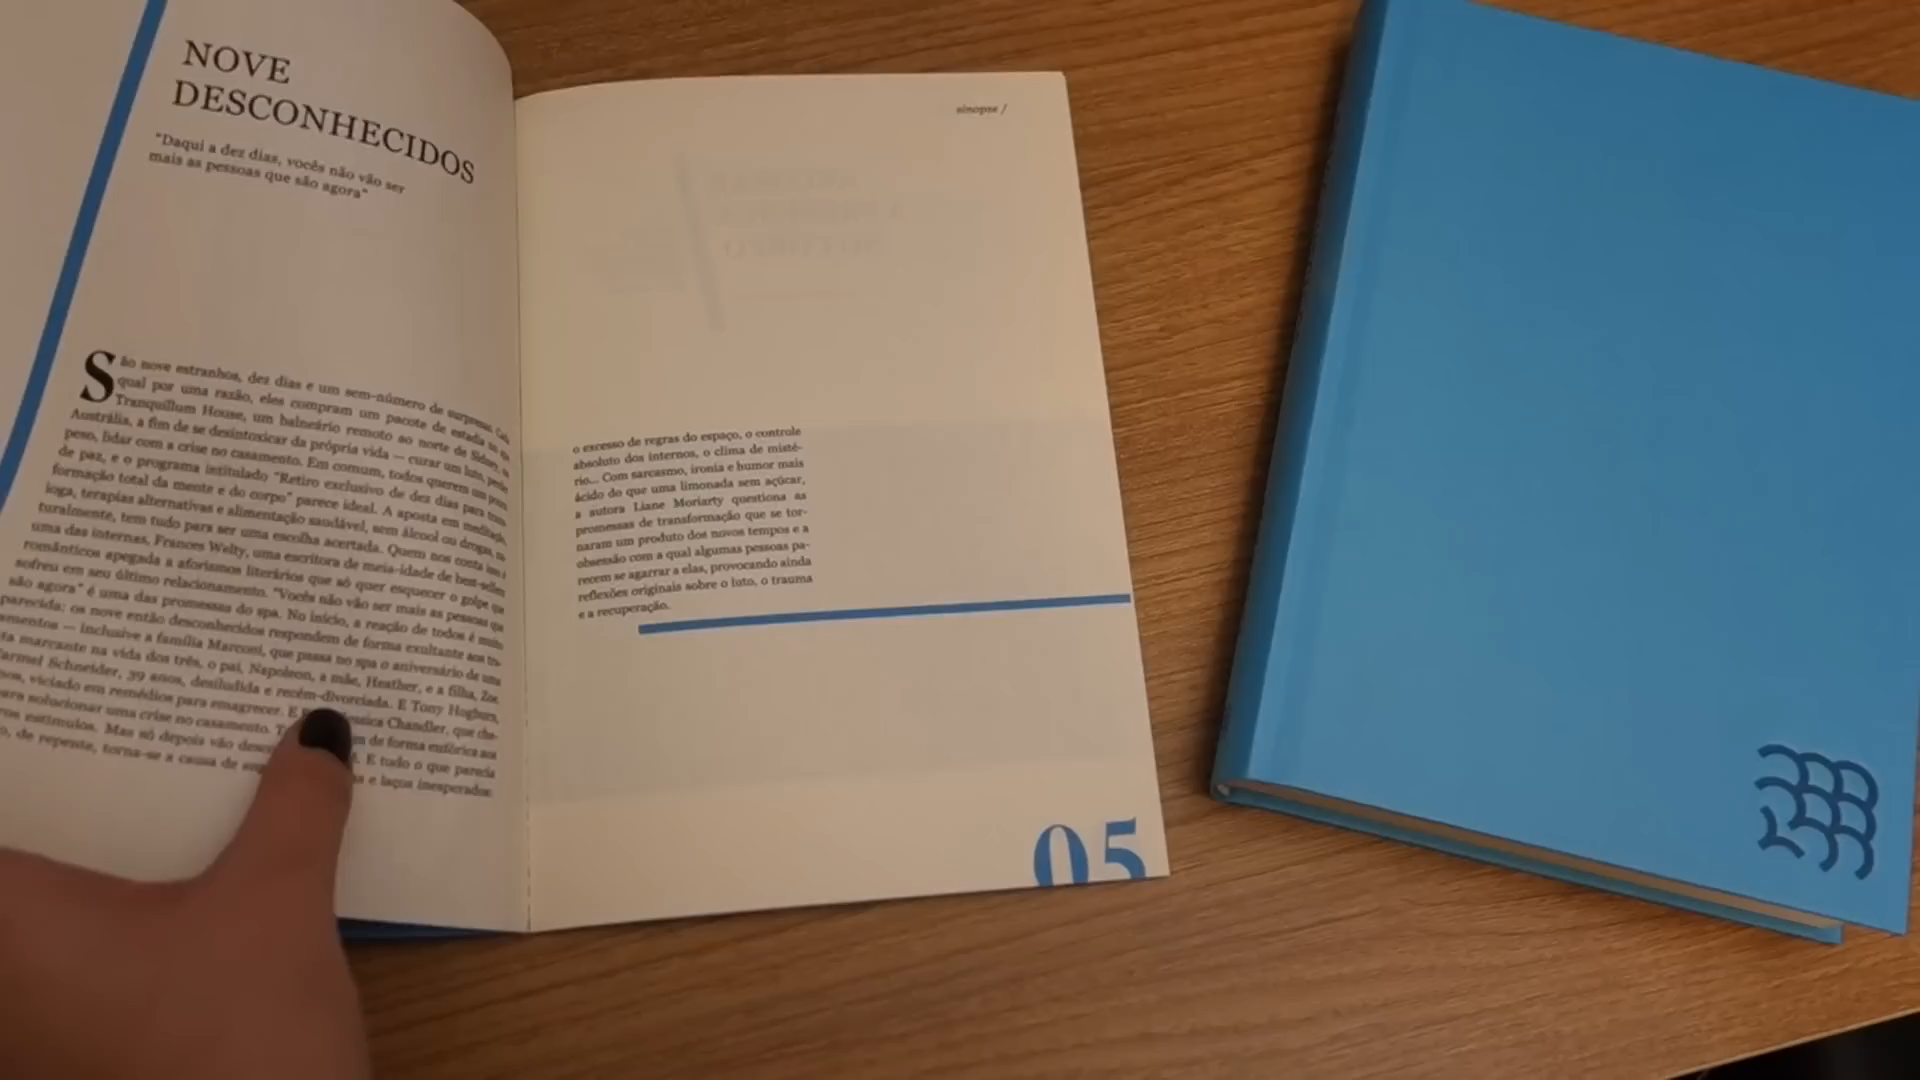 NOVE
DESCONHECIDOS
"Daqui a dez dias, vocês não vão ser
mais as pessoas que são agora"
São nove estranhos, dez dias e um sem-número de surpresas. Cada
qual por uma razão, eles compram um pacote de estadia na
Tranquillum House, um balneário remoto ao norte de Sidney, na
Austrália, a fim de se desintoxicar da própria vida — curar um luto, perder
peso, lidar com a crise no casamento. Em comum, todos querem um pouco
de paz, e o programa intitulado "Retiro exclusivo de dez dias para trans-
formação total da mente e do corpo" parece ideal. A aposta em meditação,
ioga, terapias alternativas e alimentação saudável, sem álcool ou drogas, na-
turalmente, tem tudo para ser uma escolha acertada. Quem nos conta isso é
uma das internas, Frances Welty, uma escritora de meia-idade de best-sellers
românticos apegada a aforismos literários que só quer esquecer o golpe que
sofreu em seu último relacionamento. "Vocês não vão ser mais as pessoas que
são agora" é uma das promessas do spa. No início, a reação de todos é muito
parecida: os nove então desconhecidos respondem de forma exultante aos
— inclusive a família Marconi, que passa no spa o aniversário de uma
marcante na vida dos três, o pai, Napoleon, a mãe, Heather, e a filha, Zoe.
Schneider, 39 anos, desiludida e recém-divorciada. E Tony Hogburn,
viciado em remédios para emagrecer. E Jessica Chandler, que
solucionar uma crise no casamento. de forma eufórica aos
estímulos. Mas só depois vão E tudo o que parecia
de repente, torna-se a causa de e laços inesperados.
sinopse /
o excesso de regras do espaço, o controle
absoluto dos internos, o clima de misté-
rio... Com sarcasmo, ironia e humor mais
ácido do que uma limonada sem açúcar,
a autora Liane Moriarty questiona as
promessas de transformação que se tor-
naram um produto dos novos tempos e a
obsessão com a qual algumas pessoas pa-
recem se agarrar a elas, provocando ainda
reflexões originais sobre o luto, o trauma
e a recuperação.
05